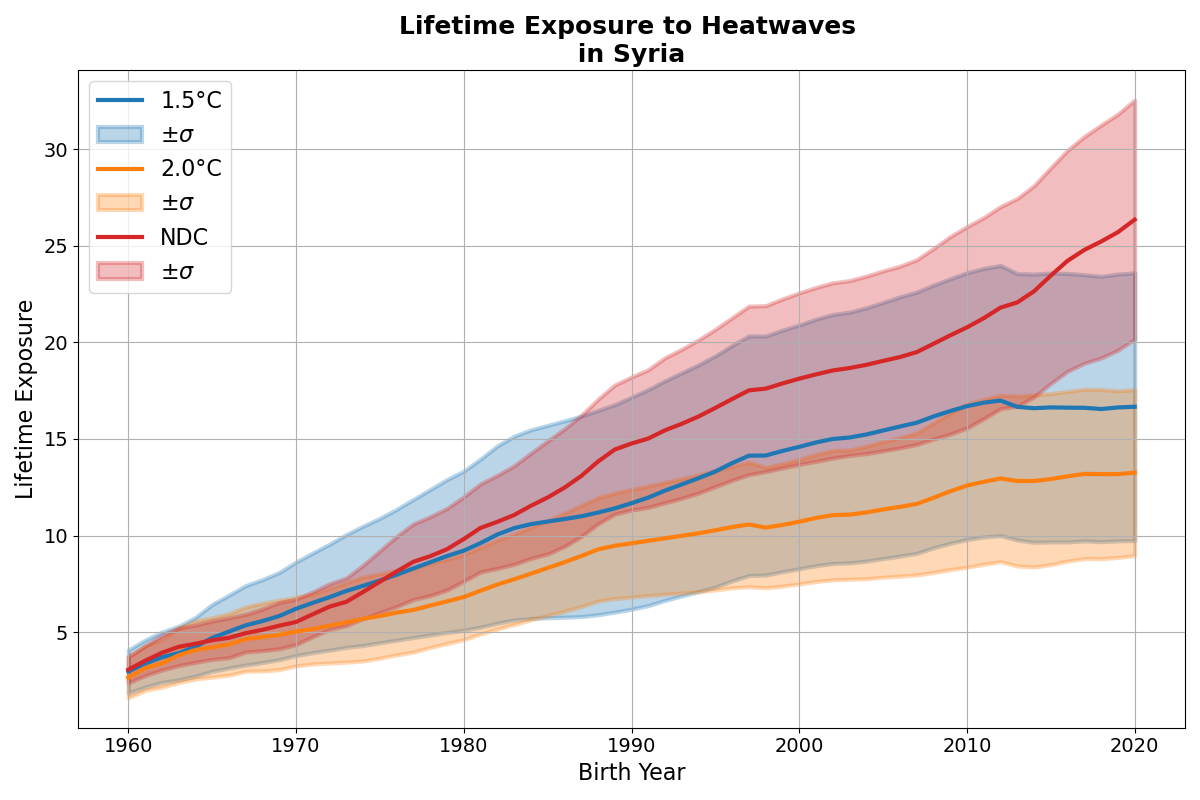 Lifetime Exposure to Heatwaves
in Syria
1.5°C
±σ
2.0°C
±σ
NDC
±σ
Lifetime Exposure
30
25
20
15
10
5
1960 1970 1980 1990 2000 2010 2020
Birth Year